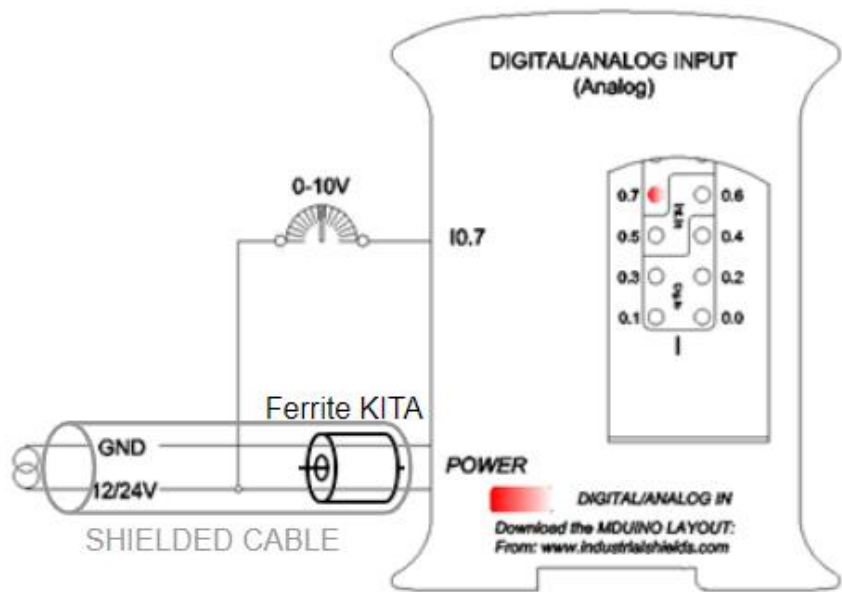 DIGITAL/ANALOG INPUT
(Analog)
0-10V
I0.7
0.7
0.6
0.5
0.4
0.3
0.2
0.1
0.0
I
Ferrite KITA
GND
12/24V
SHIELDED CABLE
POWER
DIGITAL/ANALOG IN
Download the MDUINO LAYOUT:
From: www.industrialshields.com